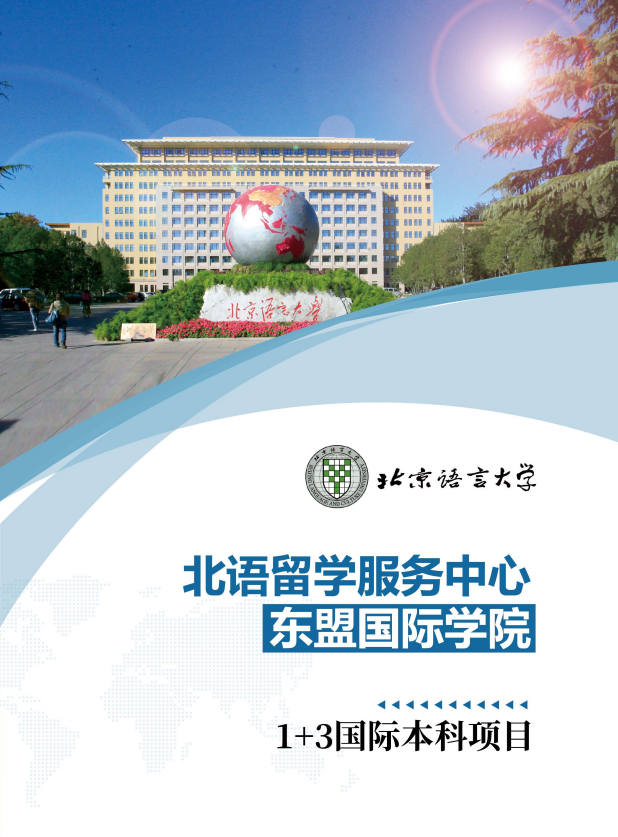 北京语言大学
北京语言大学
北语留学服务中心
东盟国际学院
1+3国际本科项目